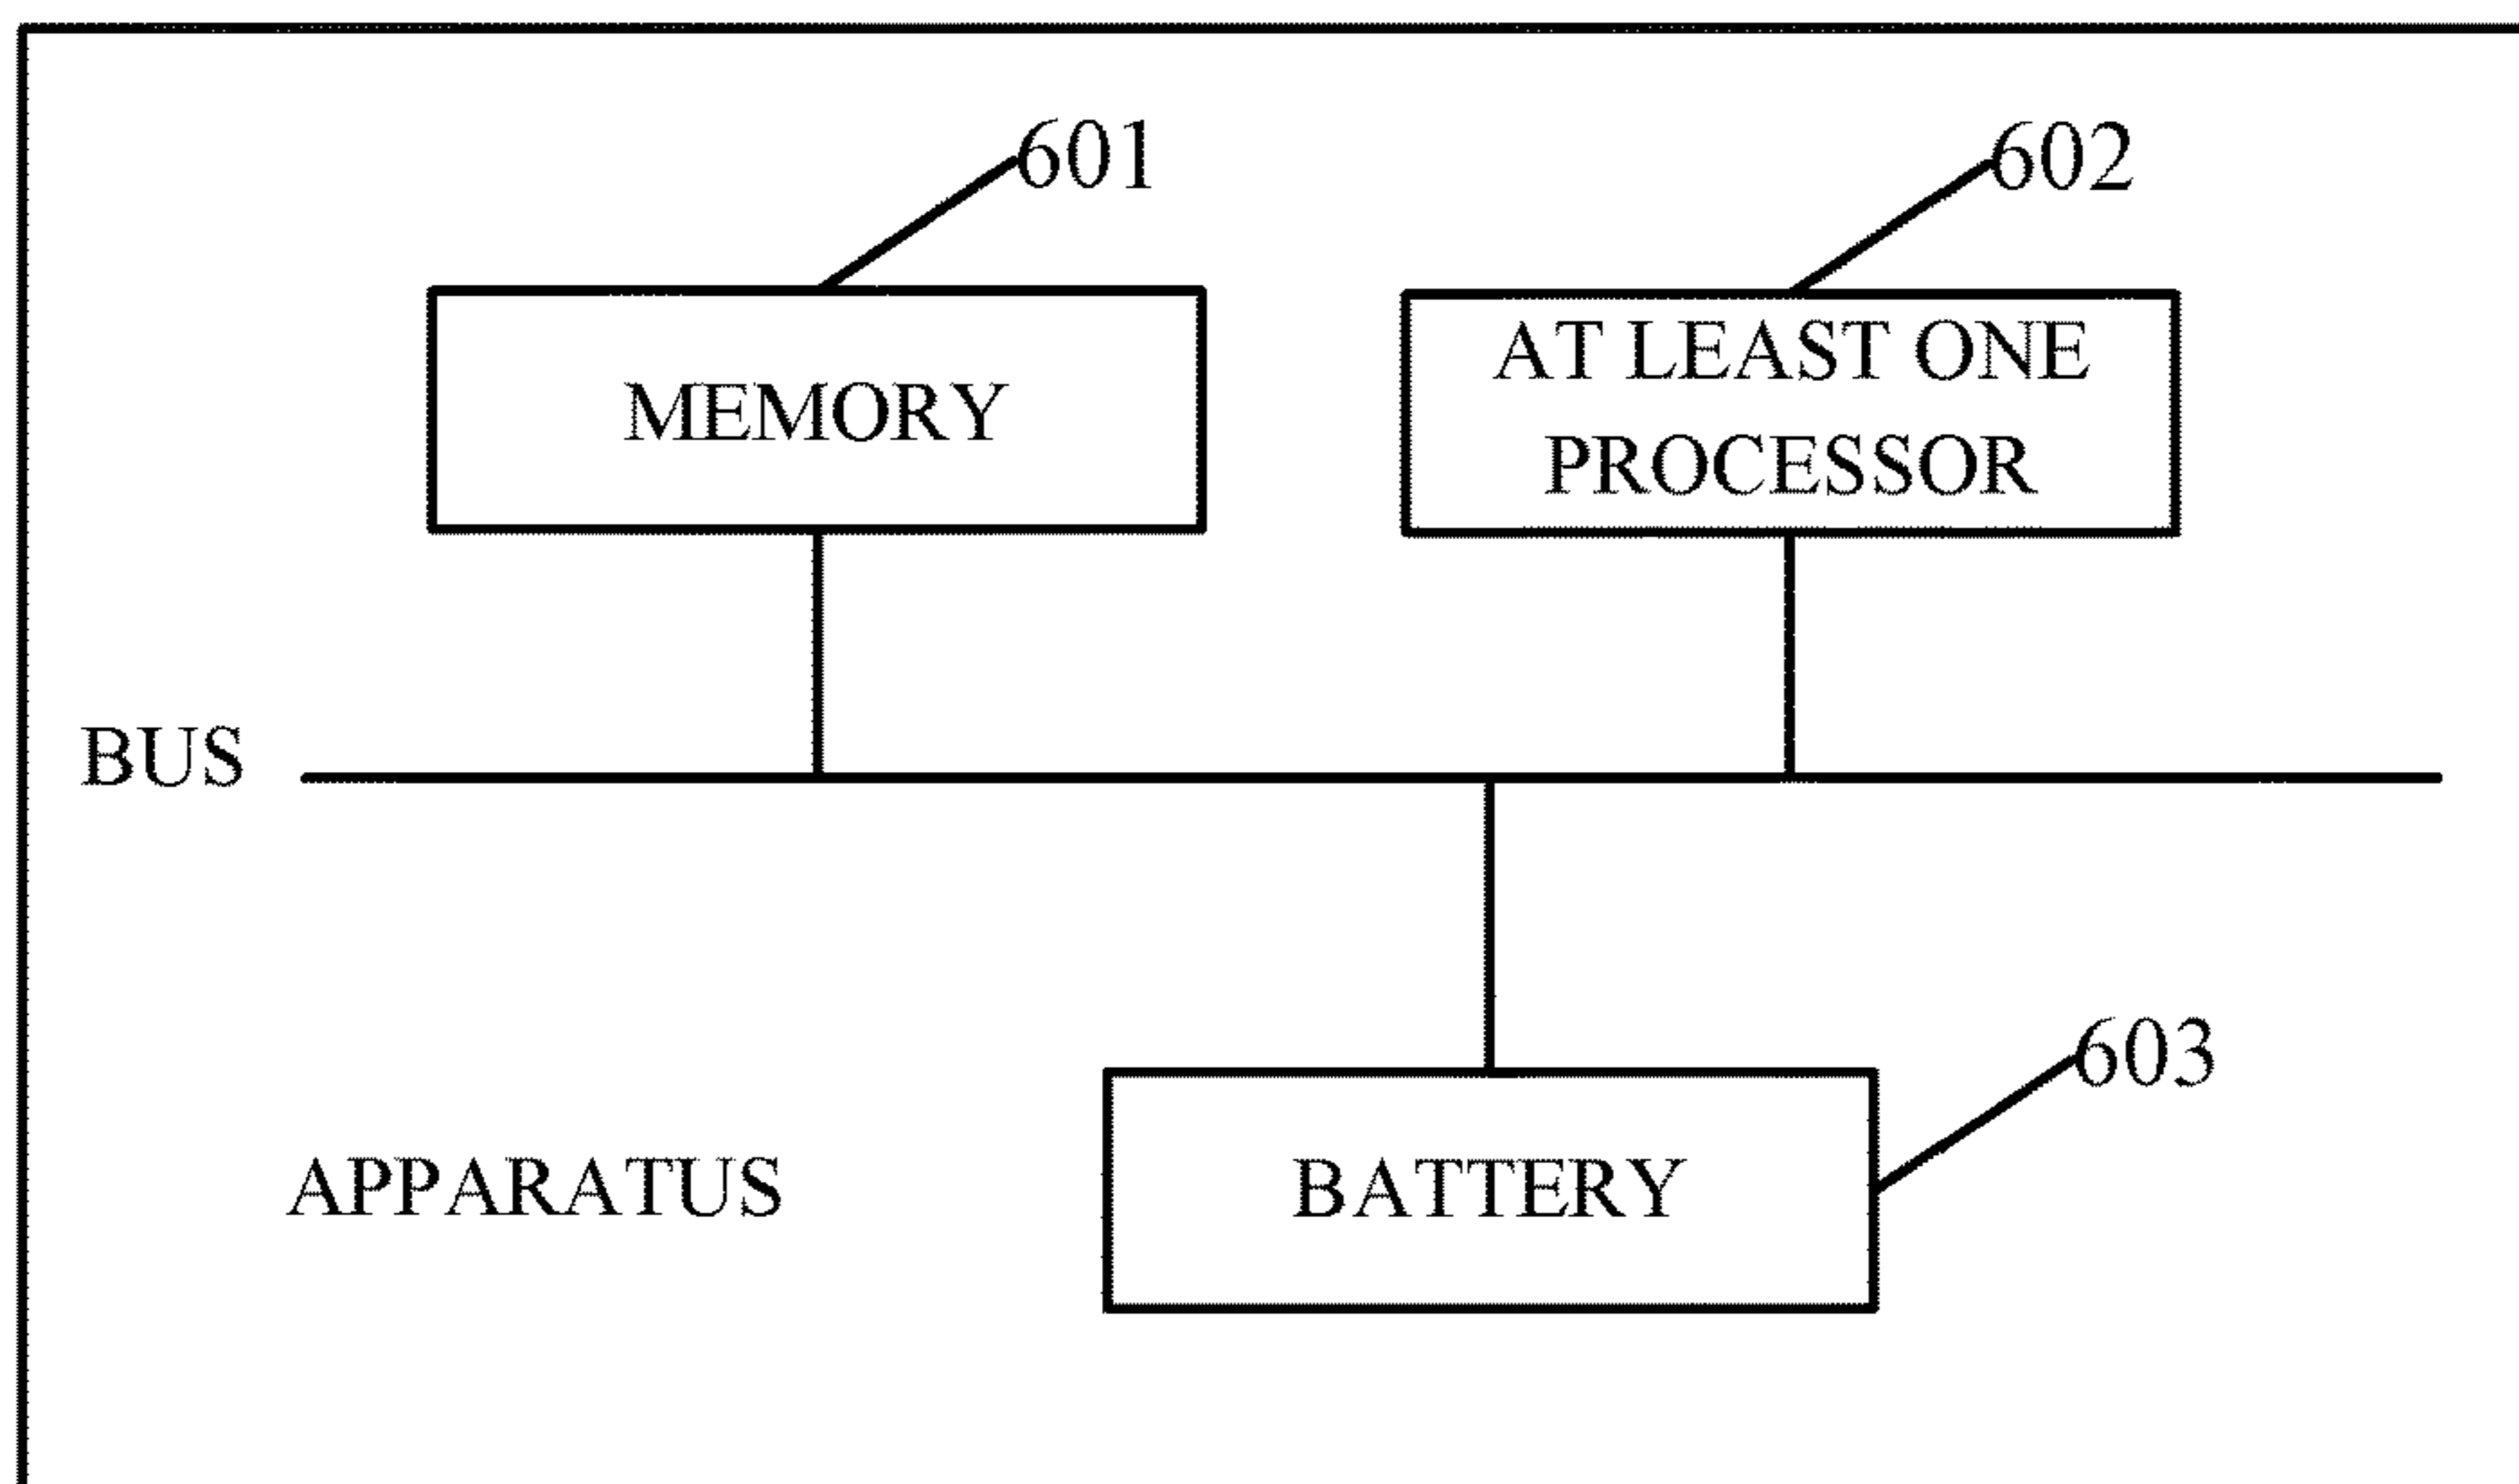 601
602
MEMORY
AT LEAST ONE
PROCESSOR
BUS
603
APPARATUS
BATTERY